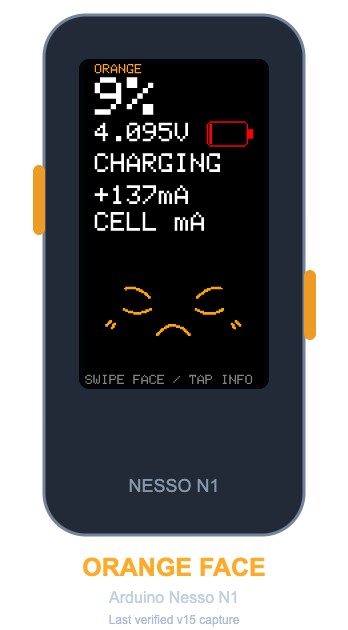 ORANGE
9%
4.095V
CHARGING
+137mA
CELL mA
SWIPE FACE / TAP INFO
NESSO N1
ORANGE FACE
Arduino Nesso N1
Last verified v15 capture